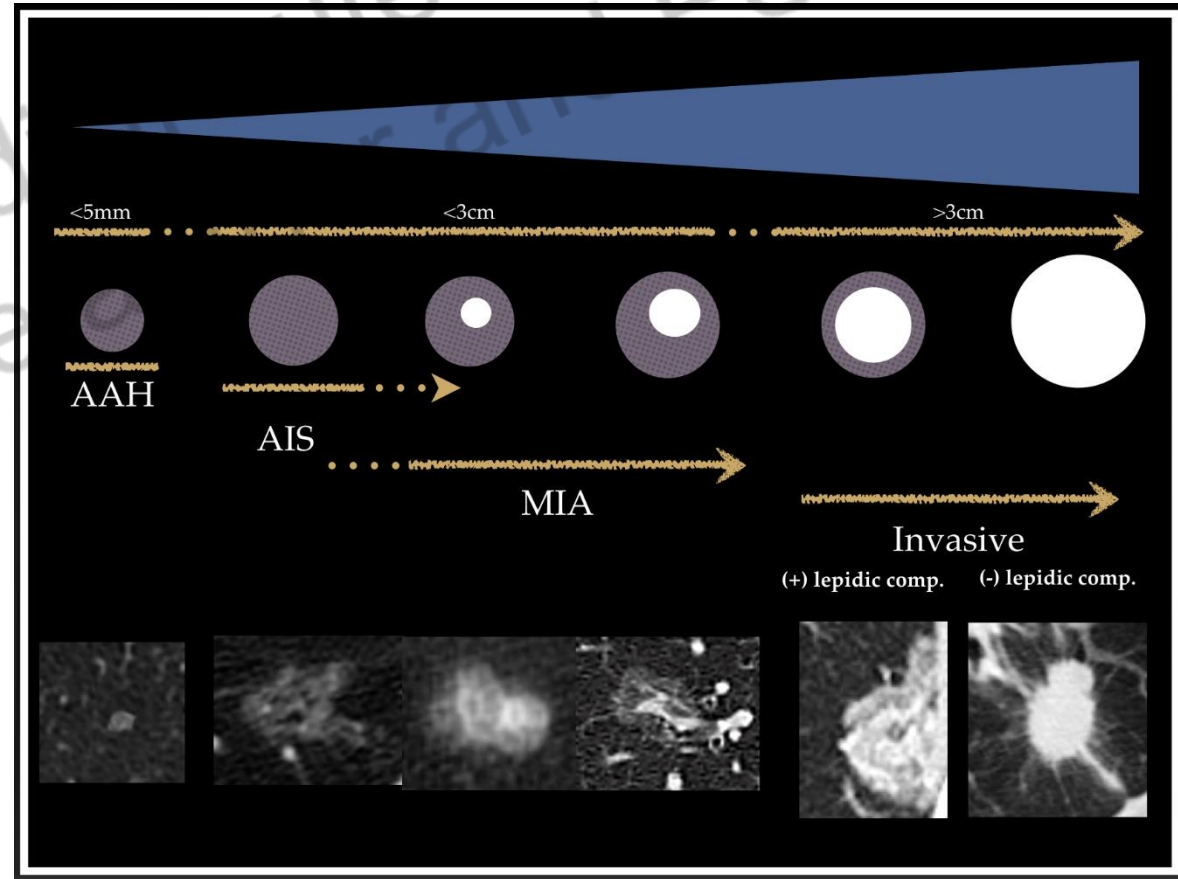 <5mm
<3cm
>3cm
AAH
AIS
MIA
Invasive
(+) lepidic comp.
(-) lepidic comp.